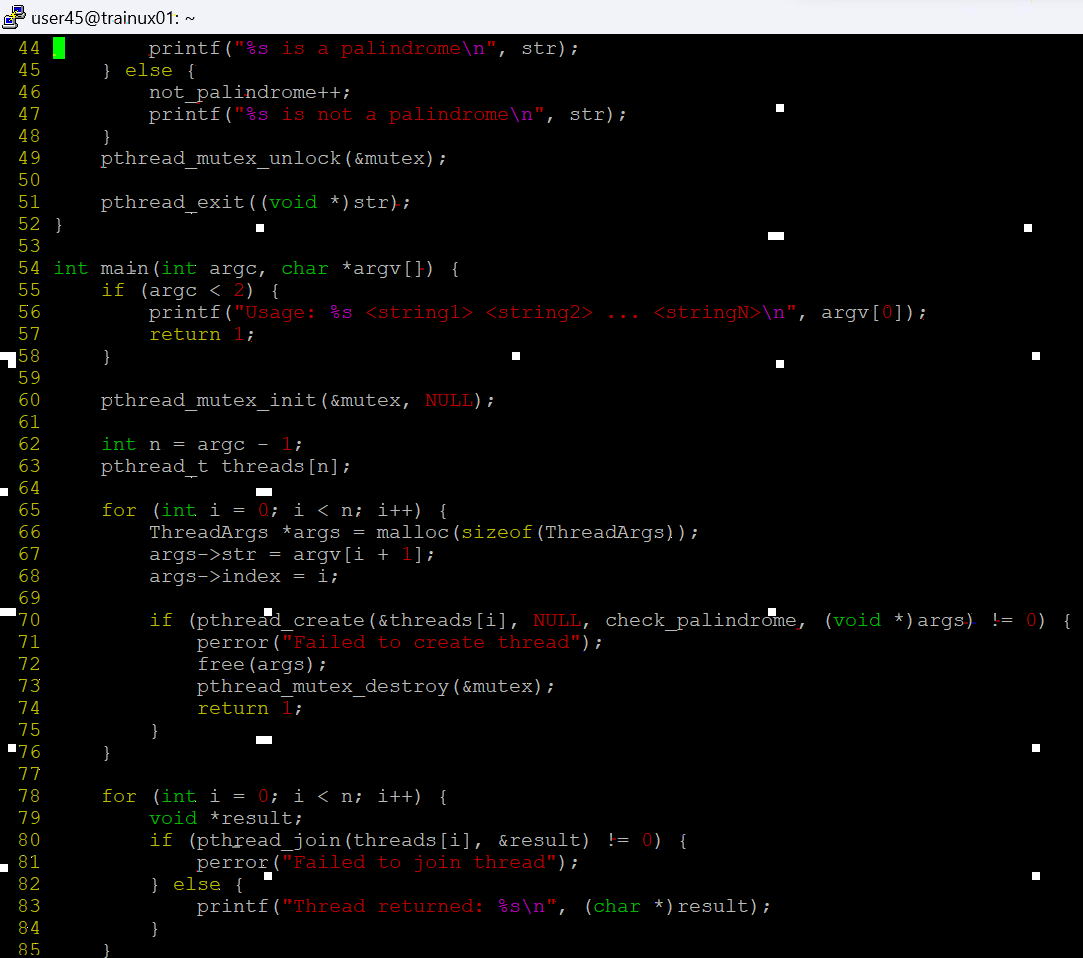 user45@trainux01: ~
44         printf("%s is a palindrome\n", str);
45     } else {
46         not_palindrome++;
47         printf("%s is not a palindrome\n", str);
48     }
49     pthread_mutex_unlock(&mutex);
50
51     pthread_exit((void *)str);
52 }
53
54 int main(int argc, char *argv[]) {
55     if (argc < 2) {
56         printf("Usage: %s <string1> <string2> ... <stringN>\n", argv[0]);
57         return 1;
58     }
59
60     pthread_mutex_init(&mutex, NULL);
61
62     int n = argc - 1;
63     pthread_t threads[n];
64
65     for (int i = 0; i < n; i++) {
66         ThreadArgs *args = malloc(sizeof(ThreadArgs));
67         args->str = argv[i + 1];
68         args->index = i;
69
70         if (pthread_create(&threads[i], NULL, check_palindrome, (void *)args) != 0) {
71             perror("Failed to create thread");
72             free(args);
73             pthread_mutex_destroy(&mutex);
74             return 1;
75         }
76     }
77
78     for (int i = 0; i < n; i++) {
79         void *result;
80         if (pthread_join(threads[i], &result) != 0) {
81             perror("Failed to join thread");
82         } else {
83             printf("Thread returned: %s\n", (char *)result);
84         }
85     }